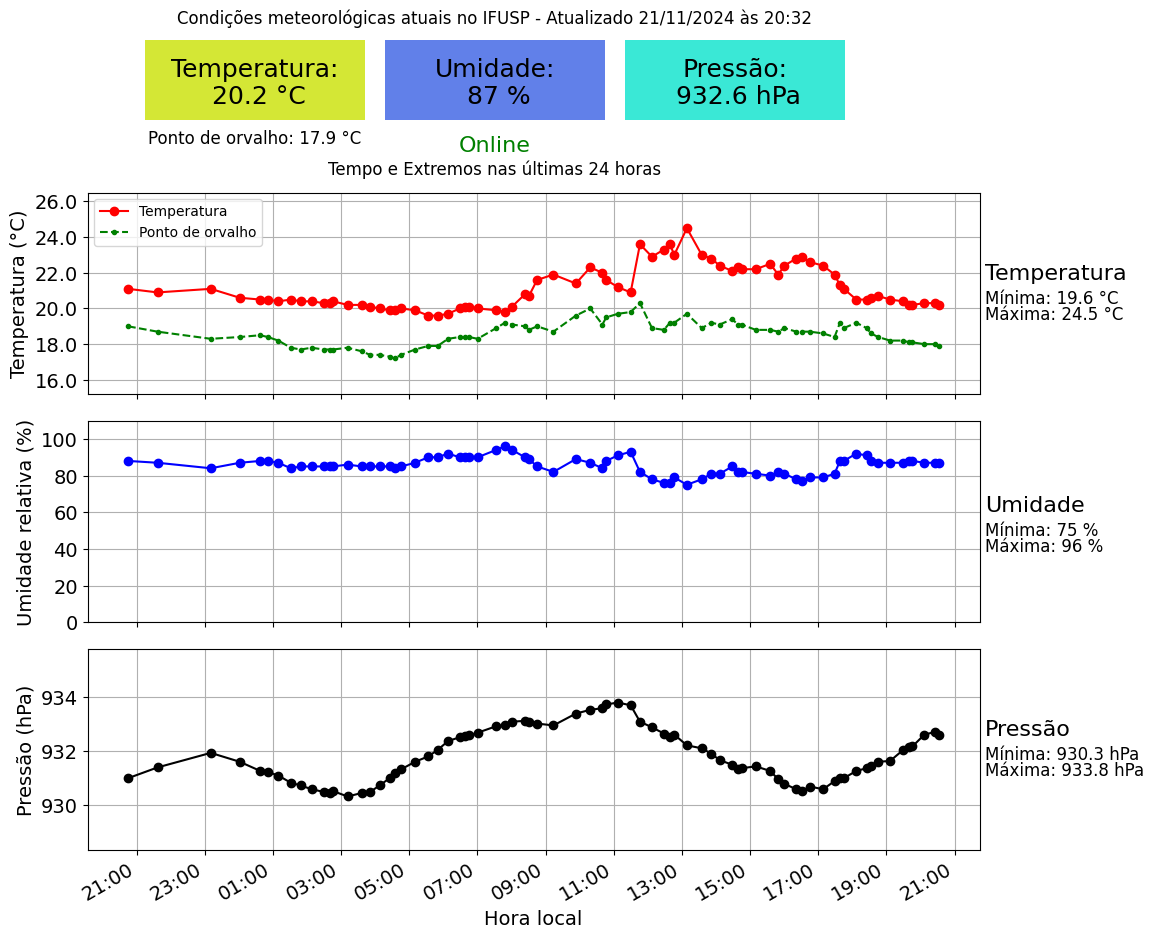 Condições meteorológicas atuais no IFUSP - Atualizado 21/11/2024 às 20:32
Temperatura:
20.2 °C
Umidade:
87 %
Pressão:
932.6 hPa
Ponto de orvalho: 17.9 °C
Online
Tempo e Extremos nas últimas 24 horas
Temperatura (°C)
26.0
24.0
22.0
20.0
18.0
16.0
Temperatura
Ponto de orvalho
Temperatura
Mínima: 19.6 °C
Máxima: 24.5 °C
Umidade relativa (%)
100
80
60
40
20
0
Umidade
Mínima: 75 %
Máxima: 96 %
Pressão (hPa)
934
932
930
Pressão
Mínima: 930.3 hPa
Máxima: 933.8 hPa
21:00 23:00 01:00 03:00 05:00 07:00 09:00 11:00 13:00 15:00 17:00 19:00 21:00
Hora local